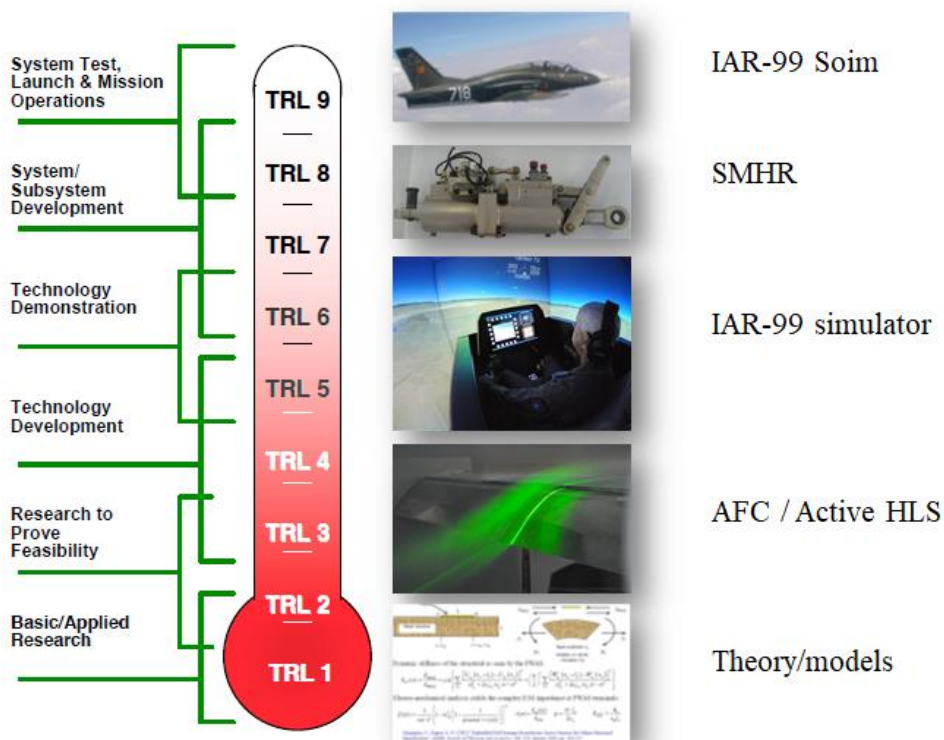 System Test,
Launch & Mission
Operations
System/
Subsystem
Development
Technology
Demonstration
Technology
Development
Research to
Prove
Feasibility
Basic/Applied
Research
TRL 9
TRL 8
TRL 7
TRL 6
TRL 5
TRL 4
TRL 3
TRL 2
TRL 1
718
IAR-99 Soim
SMHR
IAR-99 simulator
AFC / Active HLS
Theory/models